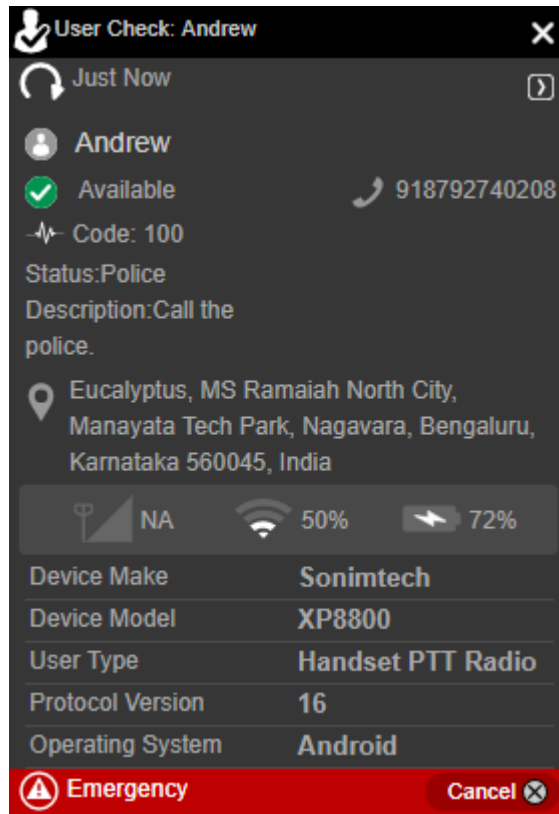 User Check: Andrew
Just Now
Andrew
Available 918792740208
Code: 100
Status:Police
Description:Call the
police.
Eucalyptus, MS Ramaiah North City,
Manayata Tech Park, Nagavara, Bengaluru,
Karnataka 560045, India
NA 50% 72%
Device Make Sonimtech
Device Model XP8800
User Type Handset PTT Radio
Protocol Version 16
Operating System Android
Emergency Cancel